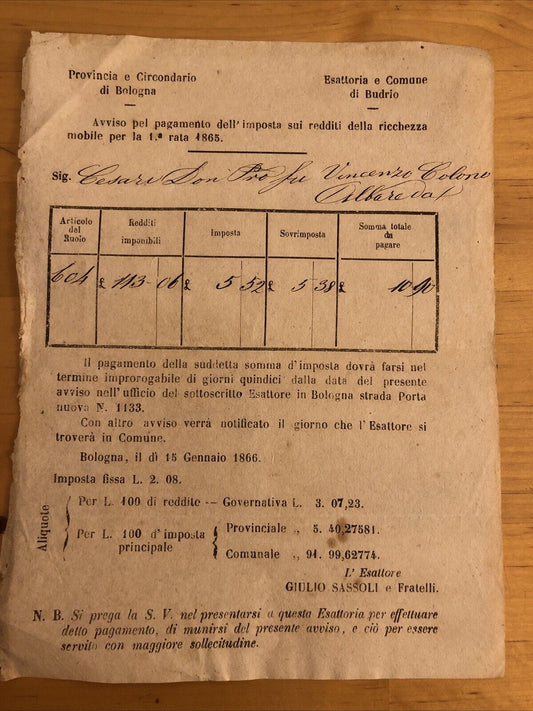 Provincia e Circondario
di Bologna
Esattoria e Comune
di Budrio
Avviso pel pagamento dell'imposta sui redditi della ricchezza
mobile per la 1.ª rata 1865.
Sig. Cesari Don Pro fu Vincenzo Colono
Articolo del Ruolo
Redditi imponibili
Imposta
Sovrimposta
Somma totale da pagare
604 £ 113 06 £ 5 52 £ 5 38 £ 10 90
Il pagamento della suddetta somma d'imposta dovrà farsi nel
termine improrogabile di giorni quindici dalla data del presente
avviso nell'ufficio del sottoscritto Esattore in Bologna strada Porta
nuova N. 1133.
Con altro avviso verrà notificato il giorno che l'Esattore si
troverà in Comune.
Bologna, il dì 15 Gennaio 1866.
Imposta fissa L. 2. 08.
Aliquote
Per L. 100 di reddito -- Governativa L. 3. 07,23.
Per L. 100 d'imposta principale
Provinciale „ 5. 40,27581.
Comunale „ 91. 99,62774.
L' Esattore
GIULIO SASSOLI e Fratelli.
N. B. Si prega la S. V. nel presentarsi a questa Esattoria per effettuare
detto pagamento, di munirsi del presente avviso, e ciò per essere
servito con maggiore sollecitudine.